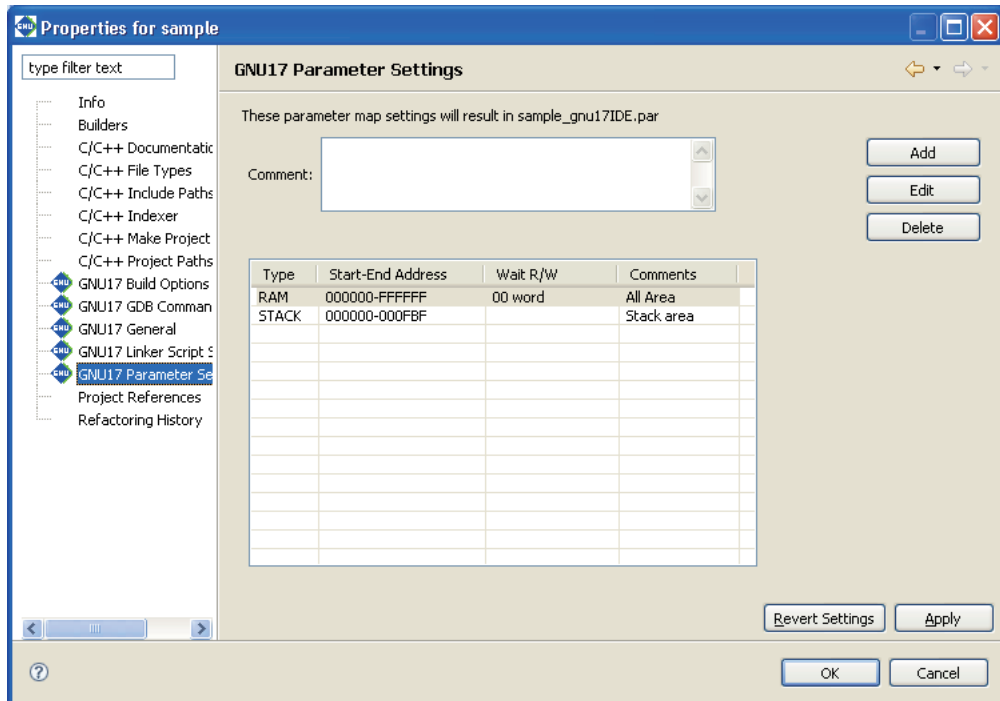 Properties for sample
type filter text
GNU17 Parameter Settings
Info
Builders
C/C++ Documentatic
C/C++ File Types
C/C++ Include Paths
C/C++ Indexer
C/C++ Make Project
C/C++ Project Paths
GNU17 Build Options
GNU17 GDB Comman
GNU17 General
GNU17 Linker Script S
GNU17 Parameter Se
Project References
Refactoring History
These parameter map settings will result in sample_gnu17IDE.par
Comment:
Add
Edit
Delete
Type Start-End Address Wait R/W Comments
RAM 000000-FFFFFF 00 word All Area
STACK 000000-000FBF Stack area
Revert Settings Apply
OK Cancel